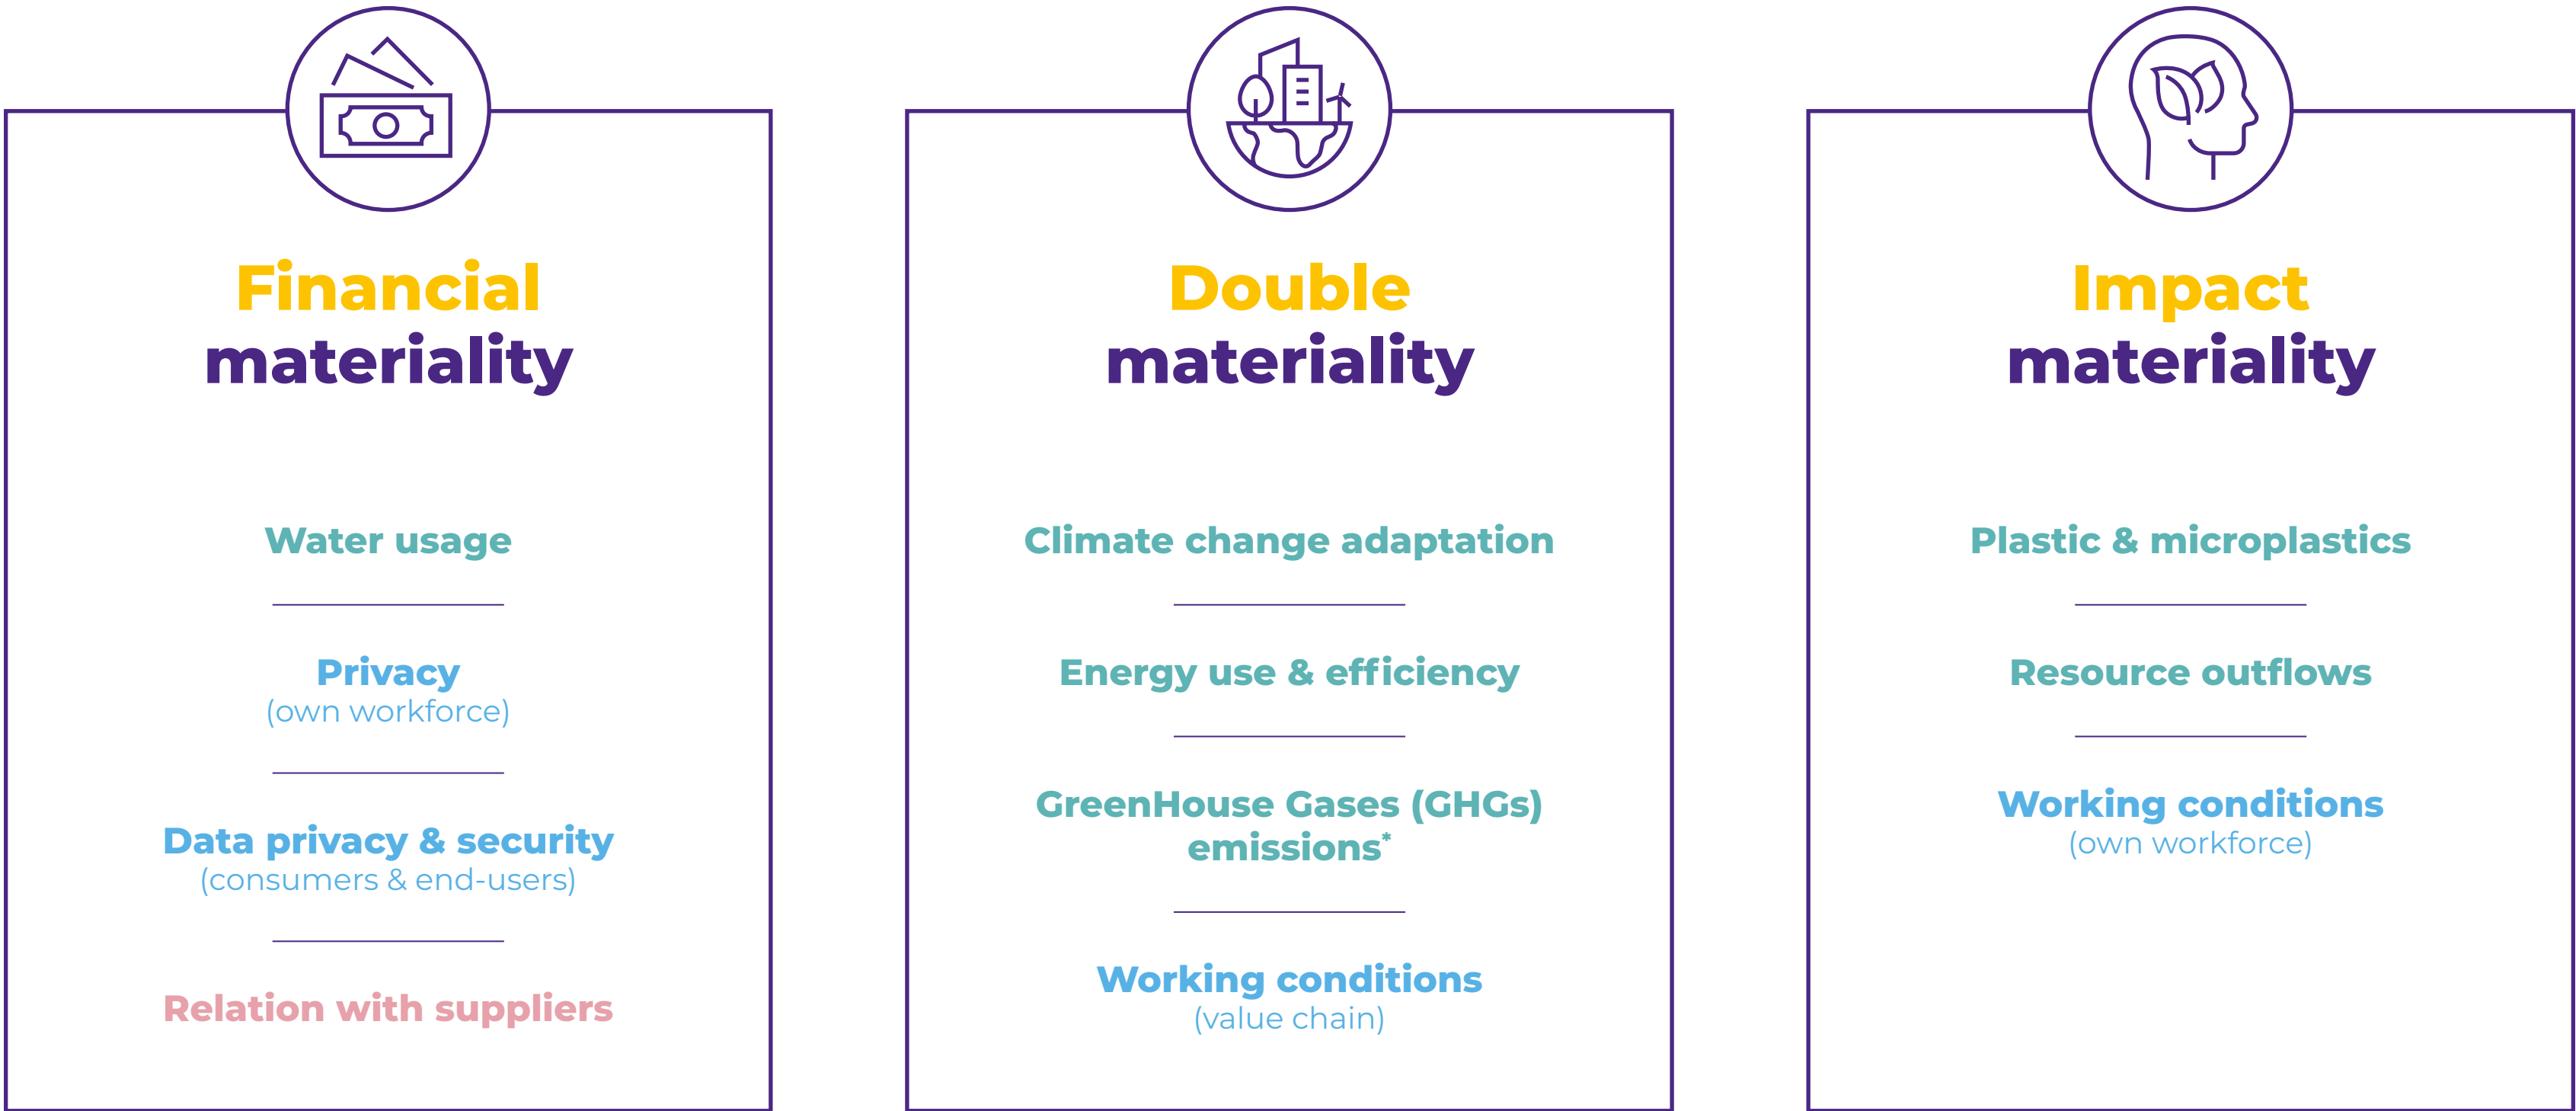 Financial
materiality
Water usage
Privacy
(own workforce)
Data privacy & security
(consumers & end-users)
Relation with suppliers
Double
materiality
Climate change adaptation
Energy use & efficiency
GreenHouse Gases (GHGs)
emissions*
Working conditions
(value chain)
Impact
materiality
Plastic & microplastics
Resource outflows
Working conditions
(own workforce)